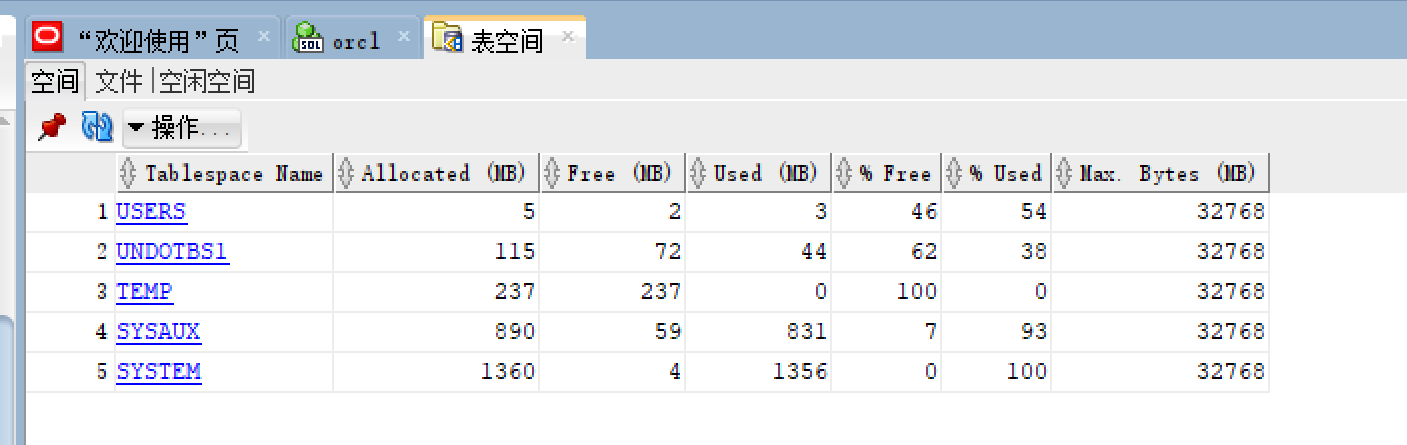 “欢迎使用”页 orcl 表空间
空间 文件 空闲空间
操作...
Tablespace Name Allocated (MB) Free (MB) Used (MB) % Free % Used Max. Bytes (MB)
1 USERS 5 2 3 46 54 32768
2 UNDOTBS1 115 72 44 62 38 32768
3 TEMP 237 237 0 100 0 32768
4 SYSAUX 890 59 831 7 93 32768
5 SYSTEM 1360 4 1356 0 100 32768